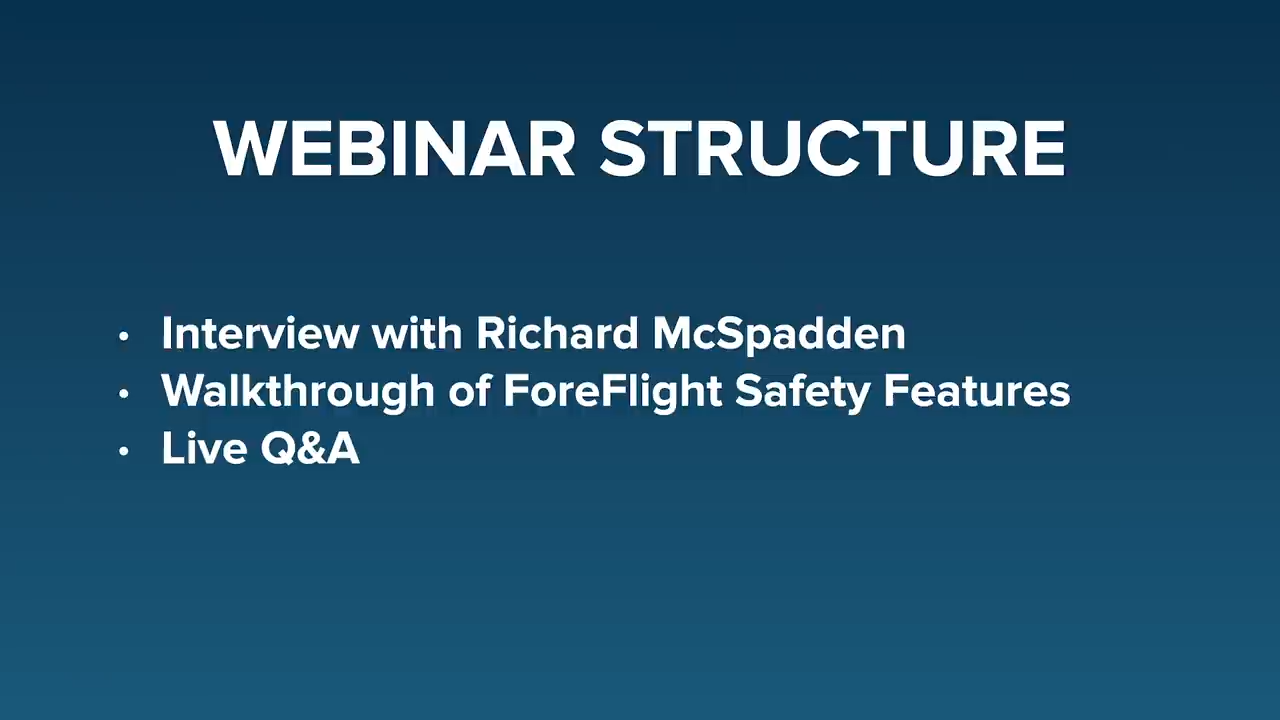 WEBINAR STRUCTURE
• Interview with Richard McSpadden
• Walkthrough of ForeFlight Safety Features
• Live Q&A